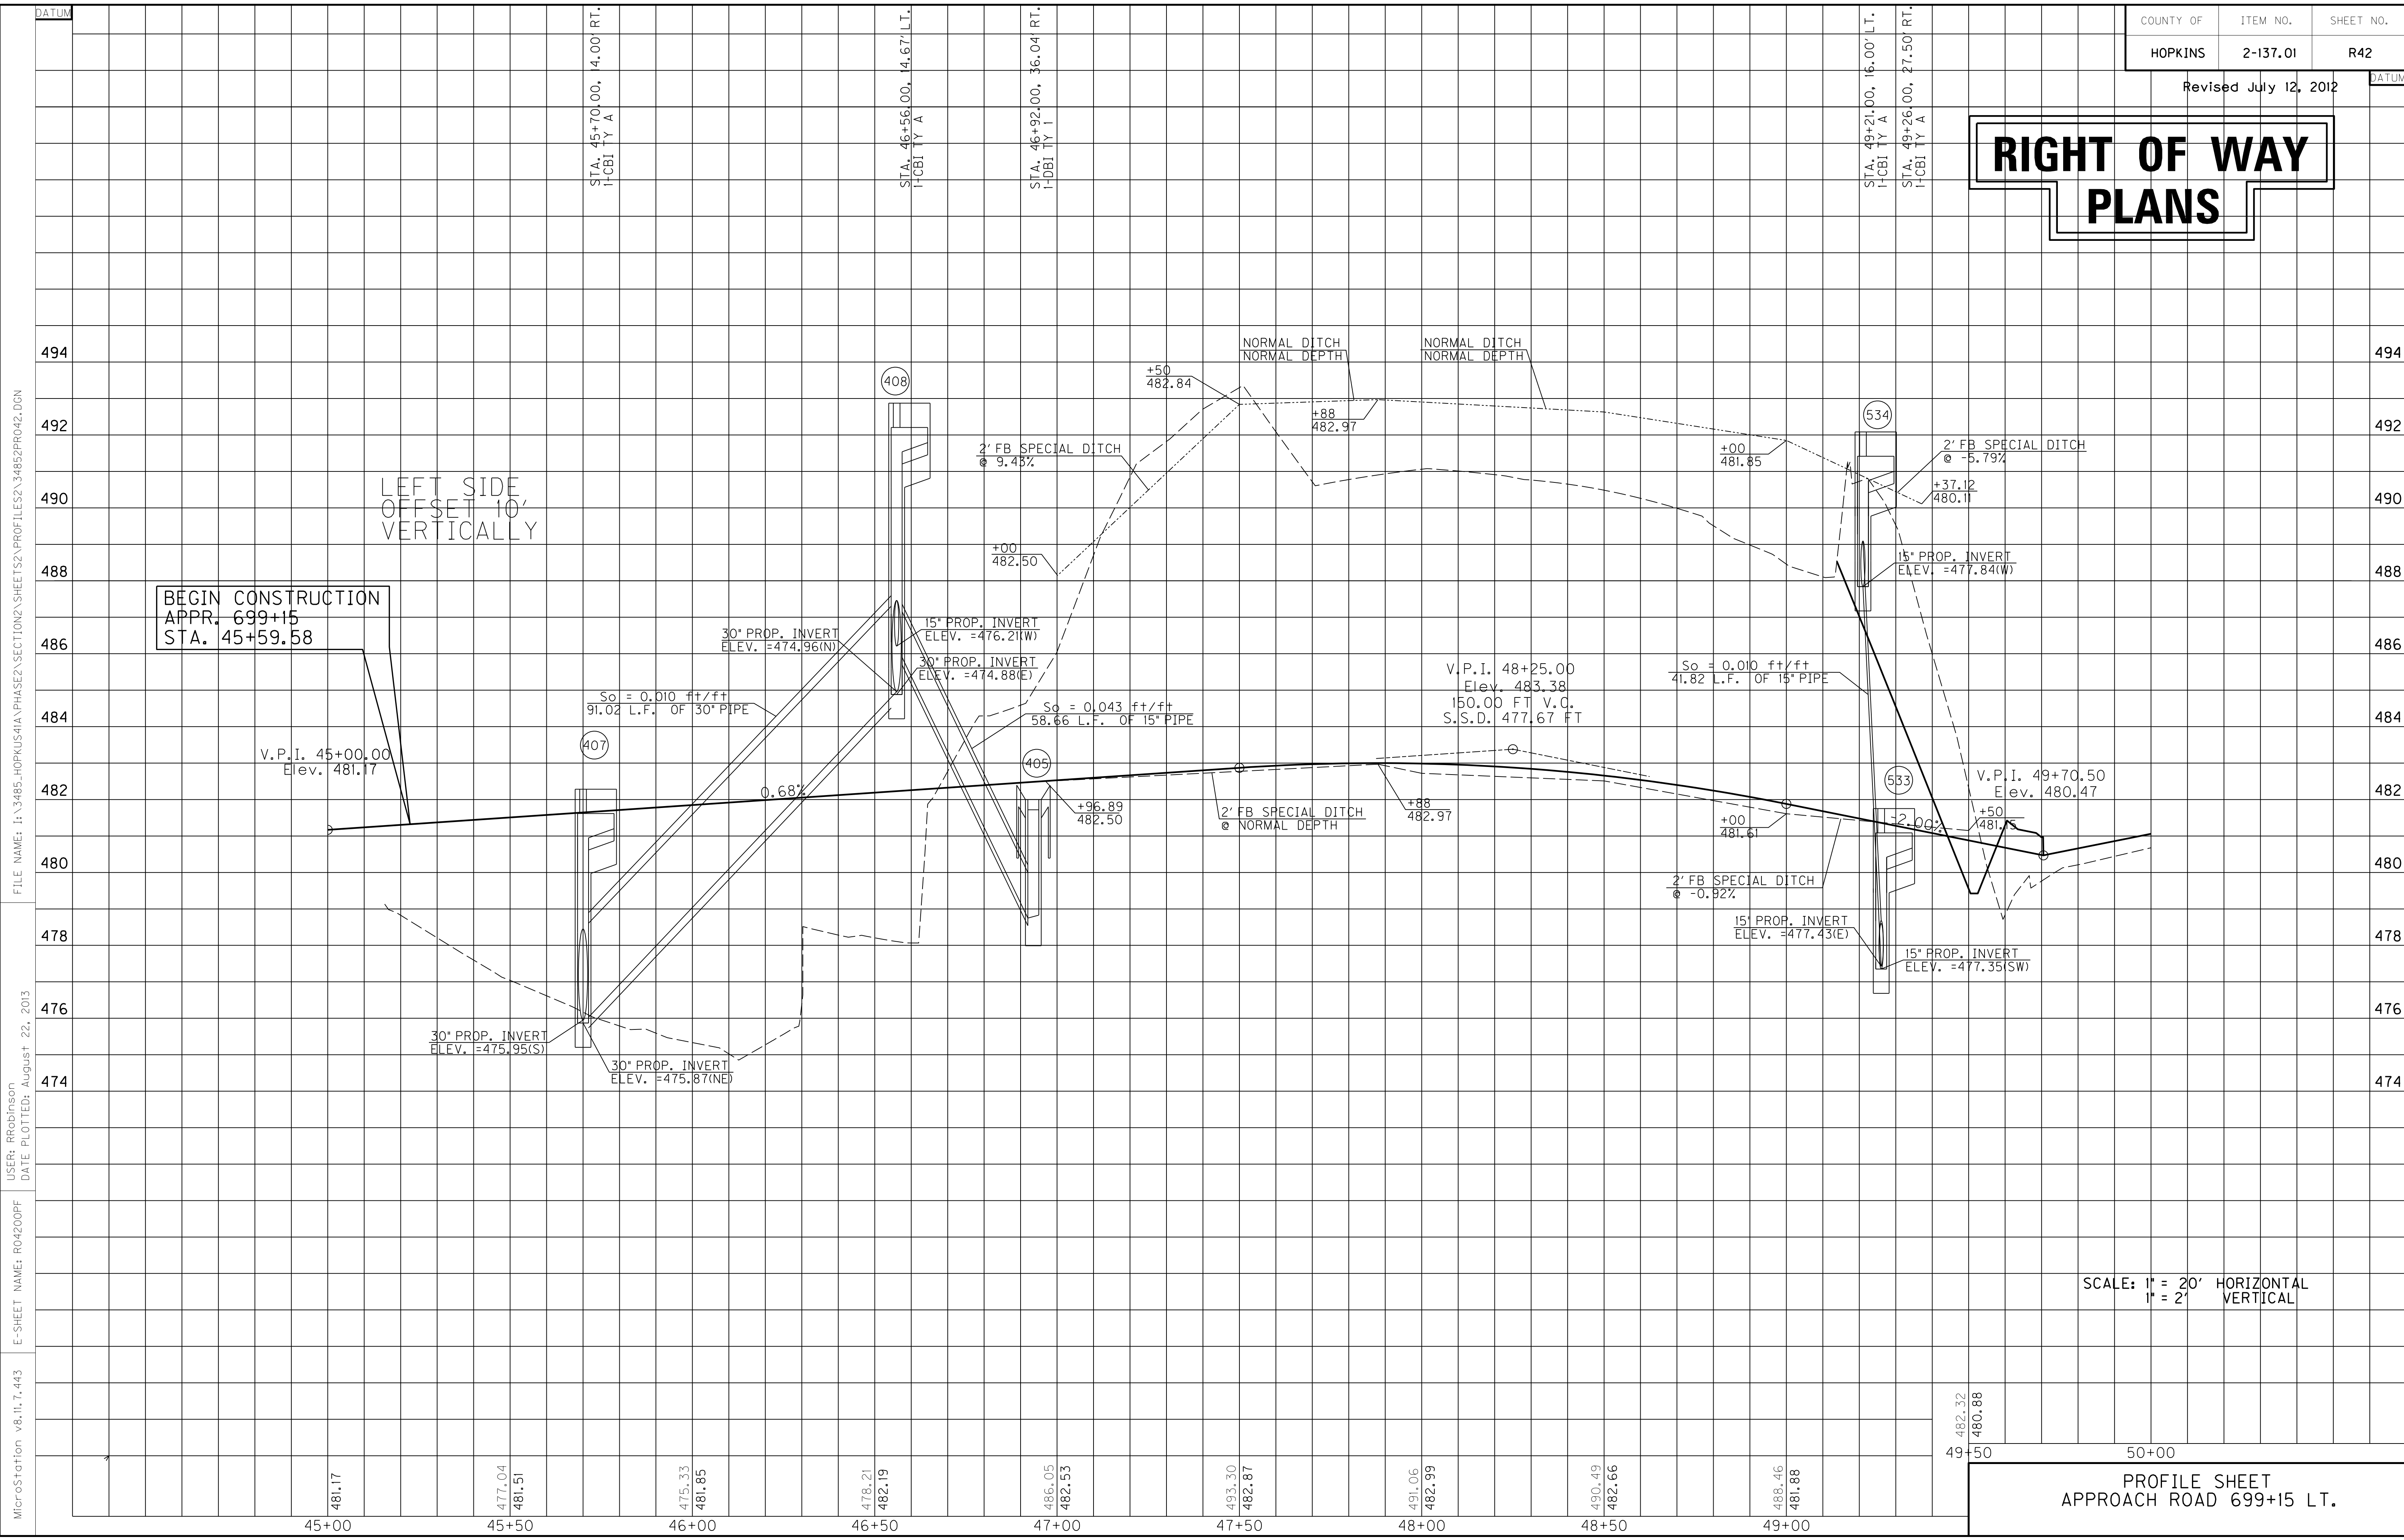 DATUM
COUNTY OF ITEM NO. SHEET NO.
HOPKINS 2-137.01 R42
DATUM
Revised July 12, 2012
RIGHT OF WAY
PLANS
STA. 45+70.00, 14.00' RT.
1-CBI TY A
STA. 46+56.00, 14.67' LT.
1-CBI TY A
STA. 46+92.00, 36.04' RT.
1-DBI TY 1
STA. 49+21.00, 16.00' LT.
1-CBI TY A
STA. 49+26.00, 27.50' RT.
1-CBI TY A
494
492
490
488
486
484
482
480
478
476
474
494
492
490
488
486
484
482
480
478
476
474
LEFT SIDE
OFFSET 10'
VERTICALLY
BEGIN CONSTRUCTION
APPR. 699+15
STA. 45+59.58
V.P.I. 45+00.00
Elev. 481.17
407
So = 0.010 ft/ft
91.02 L.F. OF 30" PIPE
30" PROP. INVERT
ELEV. =475.95(S)
30" PROP. INVERT
ELEV. =475.87(NE)
0.68%
408
30" PROP. INVERT
ELEV. =474.96(N)
15" PROP. INVERT
ELEV. =476.21(W)
30" PROP. INVERT
ELEV. =474.88(E)
So = 0.043 ft/ft
58.66 L.F. OF 15" PIPE
405
+96.89
482.50
2' FB SPECIAL DITCH
@ 9.43%
+00
482.50
+50
482.84
NORMAL DITCH
NORMAL DEPTH
+88
482.97
NORMAL DITCH
NORMAL DEPTH
2' FB SPECIAL DITCH
@ NORMAL DEPTH
+88
482.97
V.P.I. 48+25.00
Elev. 483.38
150.00 FT V.C.
S.S.D. 477.67 FT
+00
481.85
534
2' FB SPECIAL DITCH
@ -5.79%
+37.12
480.11
15" PROP. INVERT
ELEV. =477.84(W)
So = 0.010 ft/ft
41.82 L.F. OF 15" PIPE
533
V.P.I. 49+70.50
Elev. 480.47
+50
481.15
-2.00%
+00
481.61
2' FB SPECIAL DITCH
@ -0.92%
15" PROP. INVERT
ELEV. =477.43(E)
15" PROP. INVERT
ELEV. =477.35(SW)
SCALE: 1" = 20' HORIZONTAL
1" = 2' VERTICAL
481.17
477.04
481.51
475.33
481.85
478.21
482.19
486.05
482.53
493.30
482.87
491.06
482.99
490.49
482.66
488.46
481.88
482.32
480.88
45+00 45+50 46+00 46+50 47+00 47+50 48+00 48+50 49+00
49+50 50+00
PROFILE SHEET
APPROACH ROAD 699+15 LT.
FILE NAME: I:\3485_HOPKUS41A\PHASE2\SECTION2\SHEETS2\PROFILES2\34852PR042.DGN
USER: RRobinson
DATE PLOTTED: August 22, 2013
E-SHEET NAME: R04200PF
MicroStation v8.11.7.443